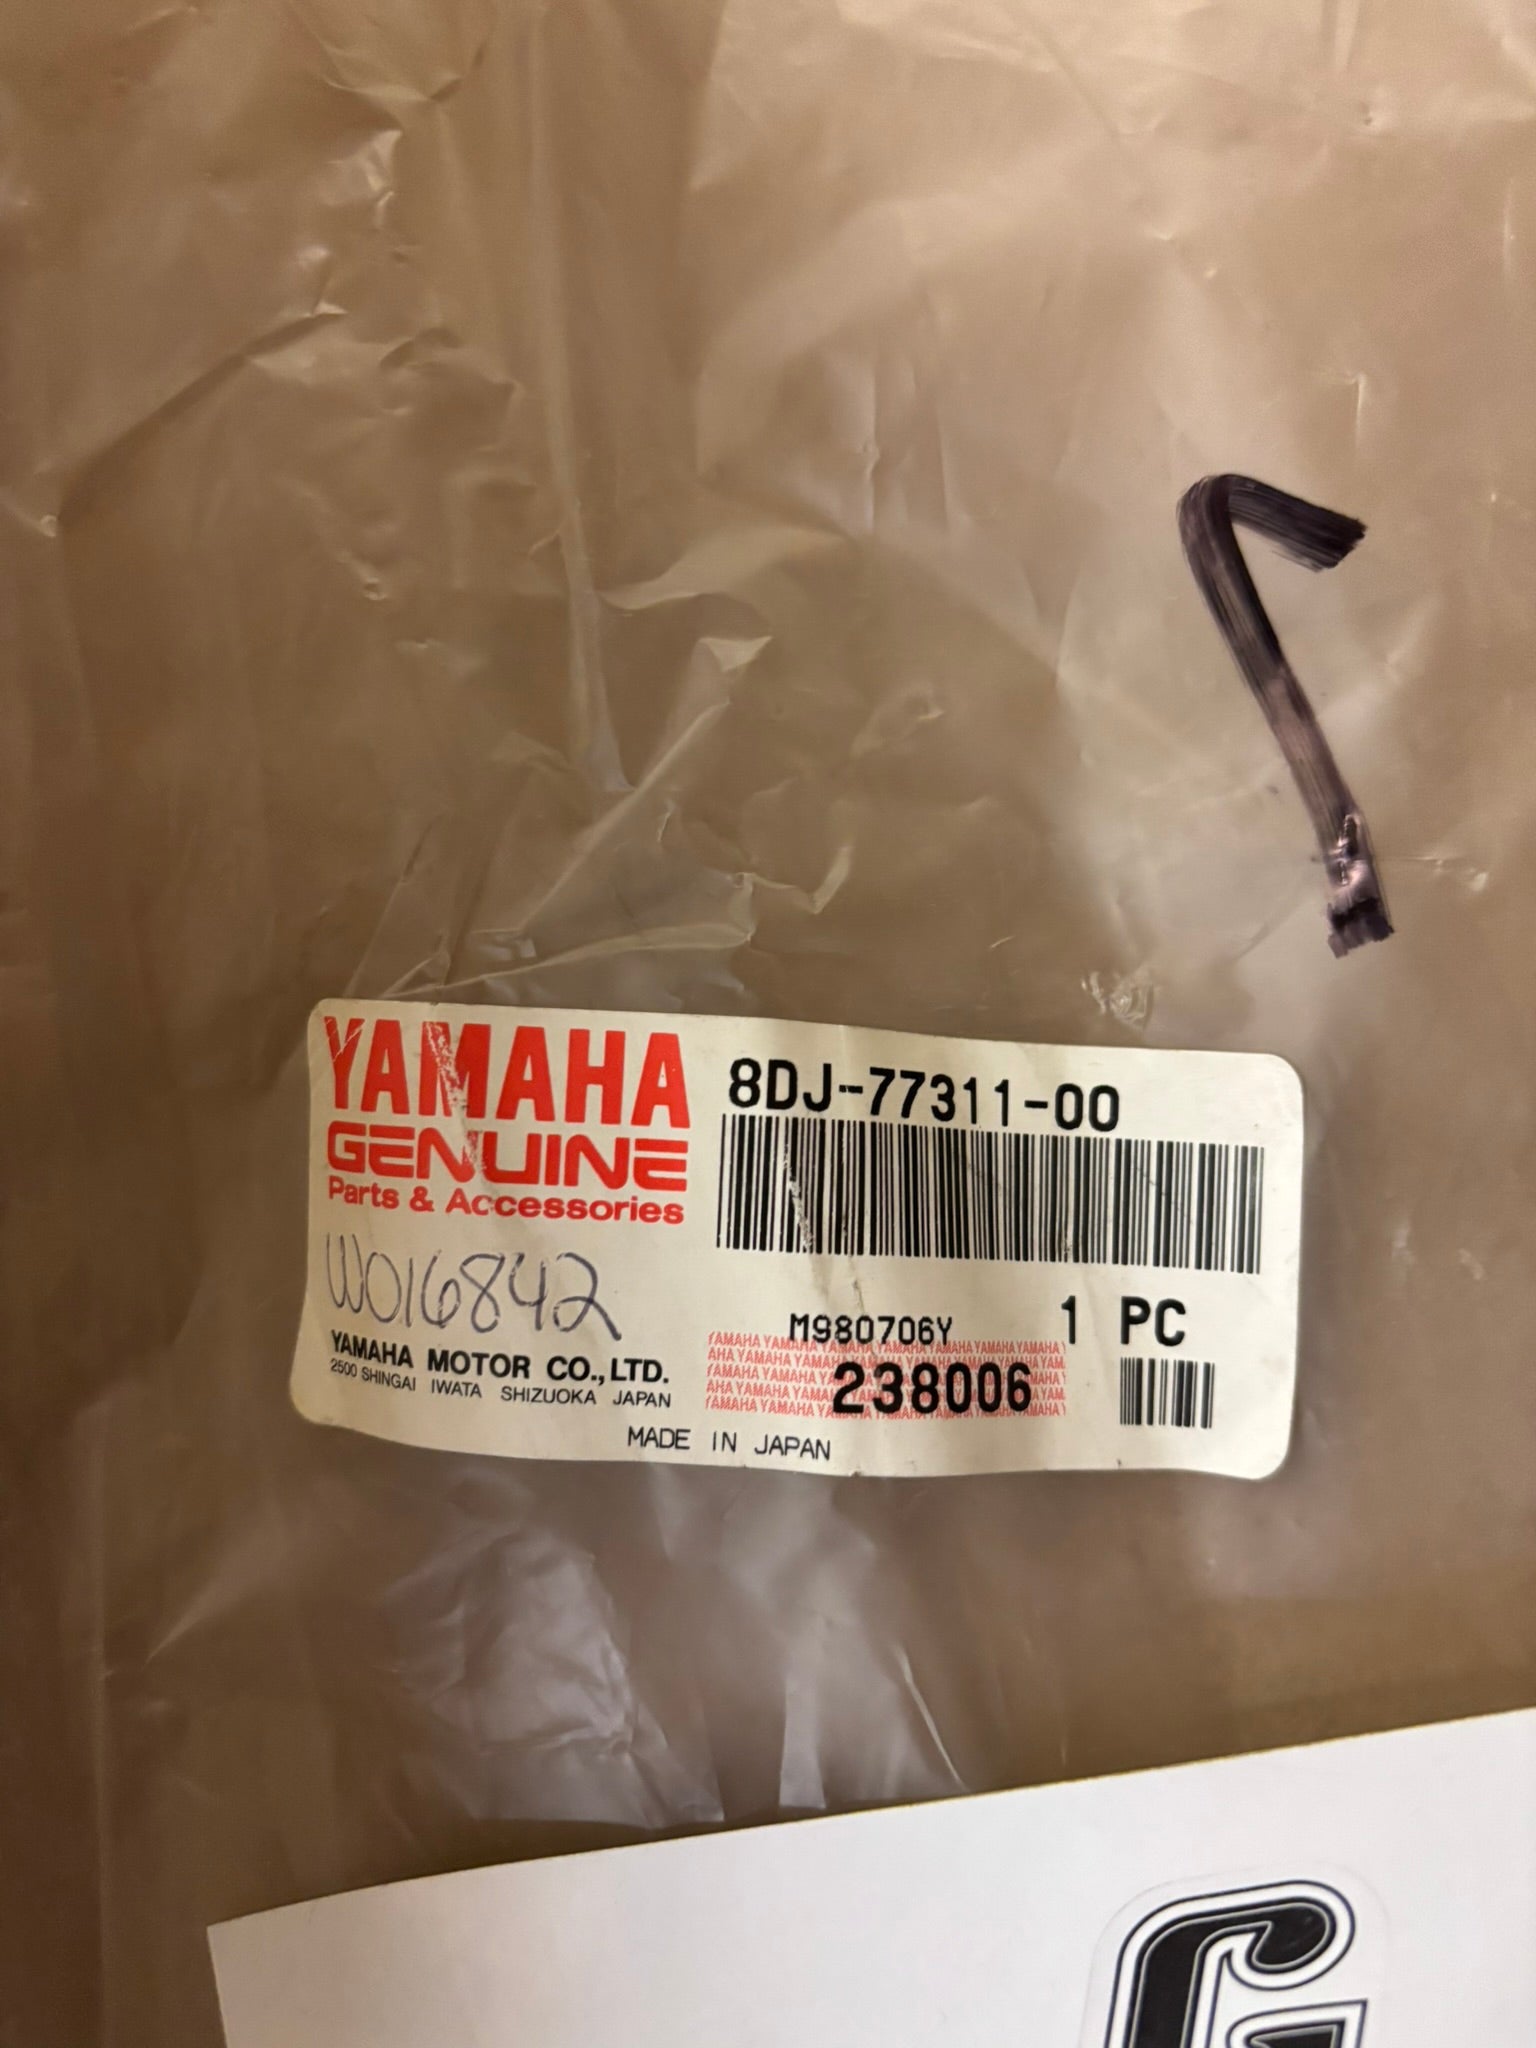 YAMAHA
GENUINE
Parts & Accessories
8DJ-77311-00
W016842
M980706Y
1 PC
YAMAHA MOTOR CO.,LTD.
2500 SHINGAI IWATA SHIZUOKA JAPAN
238006
MADE IN JAPAN